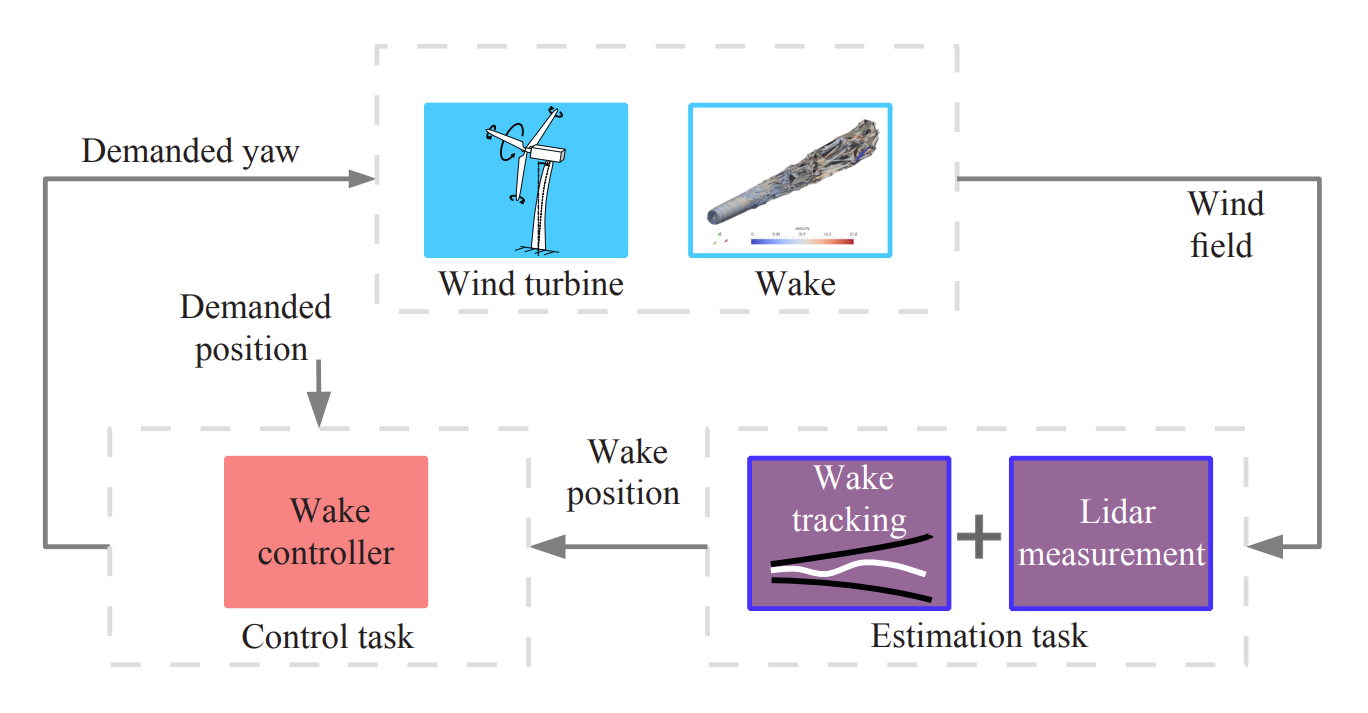 Demanded yaw
Wind
field
velocity
Wind turbine
Wake
Demanded
position
Wake
position
Wake
tracking
Lidar
measurement
Wake
controller
Control task
Estimation task